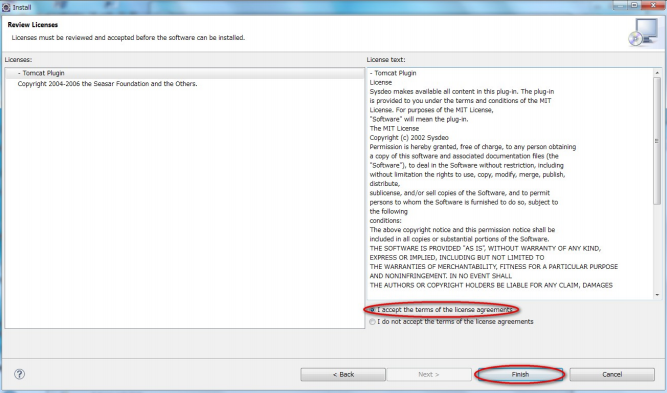 Install
Review Licenses
Licenses must be reviewed and accepted before the software can be installed.
Licenses:
- Tomcat Plugin
Copyright 2004-2006 the Seasar Foundation and the Others.
License text:
- Tomcat Plugin
License
Sysdeo makes available all content in this plug-in. The plug-in
is provided to you under the terms and conditions of the MIT
License. For purposes of the MIT License,
"Software" will mean the plug-in.
The MIT License
Copyright (c) 2002 Sysdeo
Permission is hereby granted, free of charge, to any person obtaining
a copy of this software and associated documentation files (the
"Software"), to deal in the Software without restriction, including
without limitation the rights to use, copy, modify, merge, publish,
distribute,
sublicense, and/or sell copies of the Software, and to permit
persons to whom the Software is furnished to do so, subject to
the following
conditions:
The above copyright notice and this permission notice shall be
included in all copies or substantial portions of the Software.
THE SOFTWARE IS PROVIDED "AS IS", WITHOUT WARRANTY OF ANY KIND,
EXPRESS OR IMPLIED, INCLUDING BUT NOT LIMITED TO
THE WARRANTIES OF MERCHANTABILITY, FITNESS FOR A PARTICULAR PURPOSE
AND NONINFRINGEMENT. IN NO EVENT SHALL
THE AUTHORS OR COPYRIGHT HOLDERS BE LIABLE FOR ANY CLAIM, DAMAGES
I accept the terms of the license agreements
I do not accept the terms of the license agreements
?
< Back
Next >
Finish
Cancel